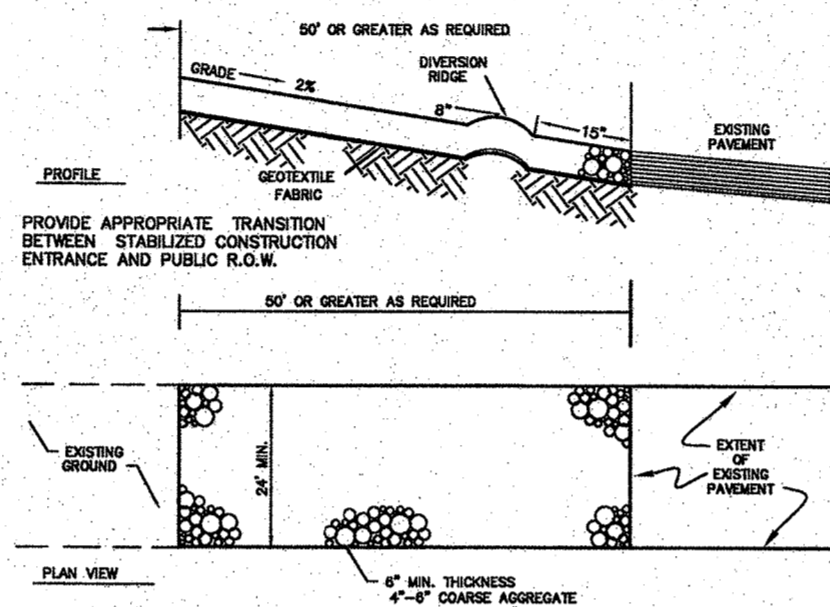 50' OR GREATER AS REQUIRED
GRADE
2%
DIVERSION
RIDGE
8"
15"
EXISTING
PAVEMENT
PROFILE
GEOTEXTILE
FABRIC
PROVIDE APPROPRIATE TRANSITION
BETWEEN STABILIZED CONSTRUCTION
ENTRANCE AND PUBLIC R.O.W.
50' OR GREATER AS REQUIRED
EXISTING
GROUND
24' MIN.
EXTENT
OF
EXISTING
PAVEMENT
PLAN VIEW
6" MIN. THICKNESS
4"-6" COARSE AGGREGATE